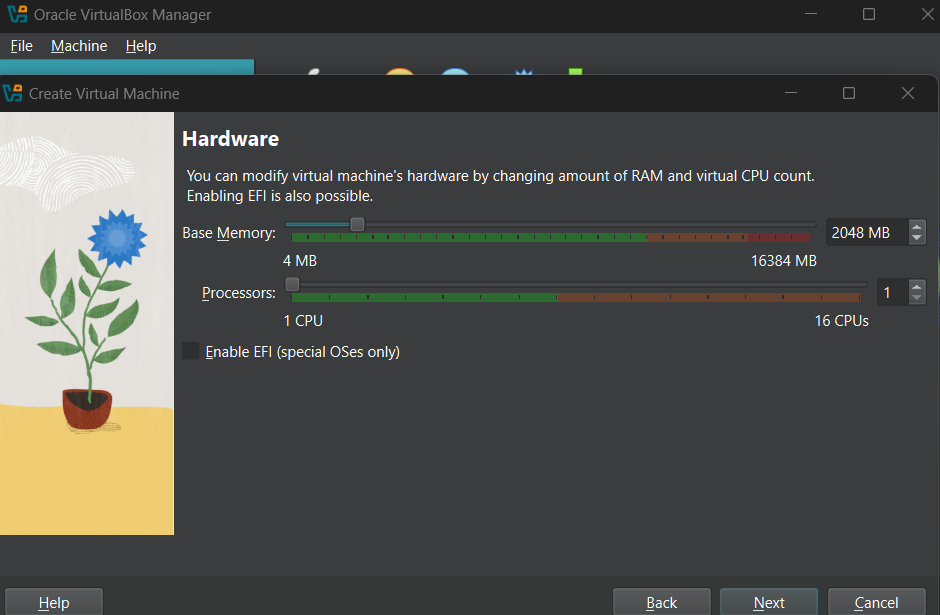 Oracle VirtualBox Manager
File Machine Help
Create Virtual Machine
Hardware
You can modify virtual machine's hardware by changing amount of RAM and virtual CPU count.
Enabling EFI is also possible.
Base Memory: 2048 MB
4 MB 16384 MB
Processors: 1
1 CPU 16 CPUs
Enable EFI (special OSes only)
Help Back Next Cancel